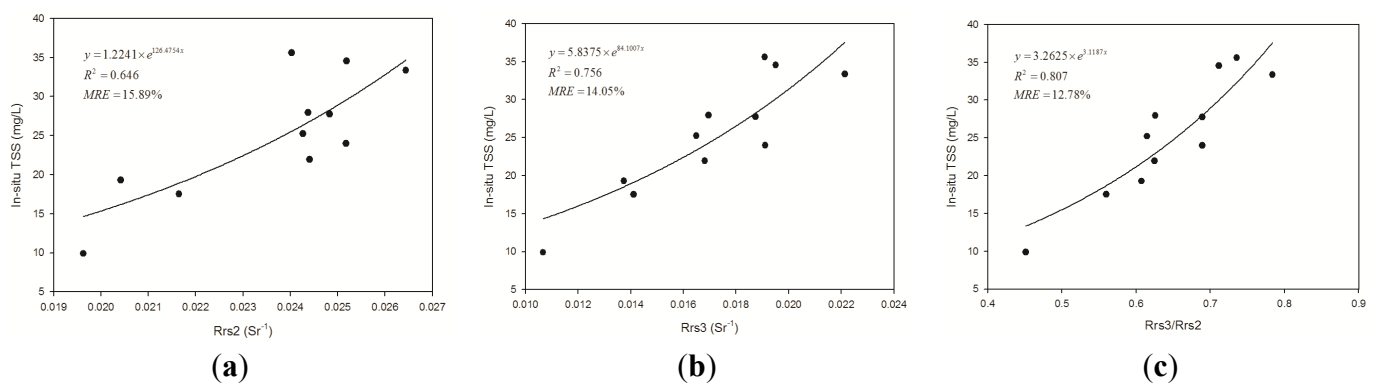 40
35
30
25
20
15
10
5
In-situ TSS (mg/L)
y = 1.2241×e^{126.4754x}
R² = 0.646
MRE = 15.89%
0.019 0.020 0.021 0.022 0.023 0.024 0.025 0.026 0.027
Rrs2 (Sr⁻¹)
(a)
40
35
30
25
20
15
10
5
In-situ TSS (mg/L)
y = 5.8375×e^{84.1007x}
R² = 0.756
MRE = 14.05%
0.010 0.012 0.014 0.016 0.018 0.020 0.022 0.024
Rrs3 (Sr⁻¹)
(b)
40
35
30
25
20
15
10
5
In-situ TSS (mg/L)
y = 3.2625×e^{3.1187x}
R² = 0.807
MRE = 12.78%
0.4 0.5 0.6 0.7 0.8 0.9
Rrs3/Rrs2
(c)